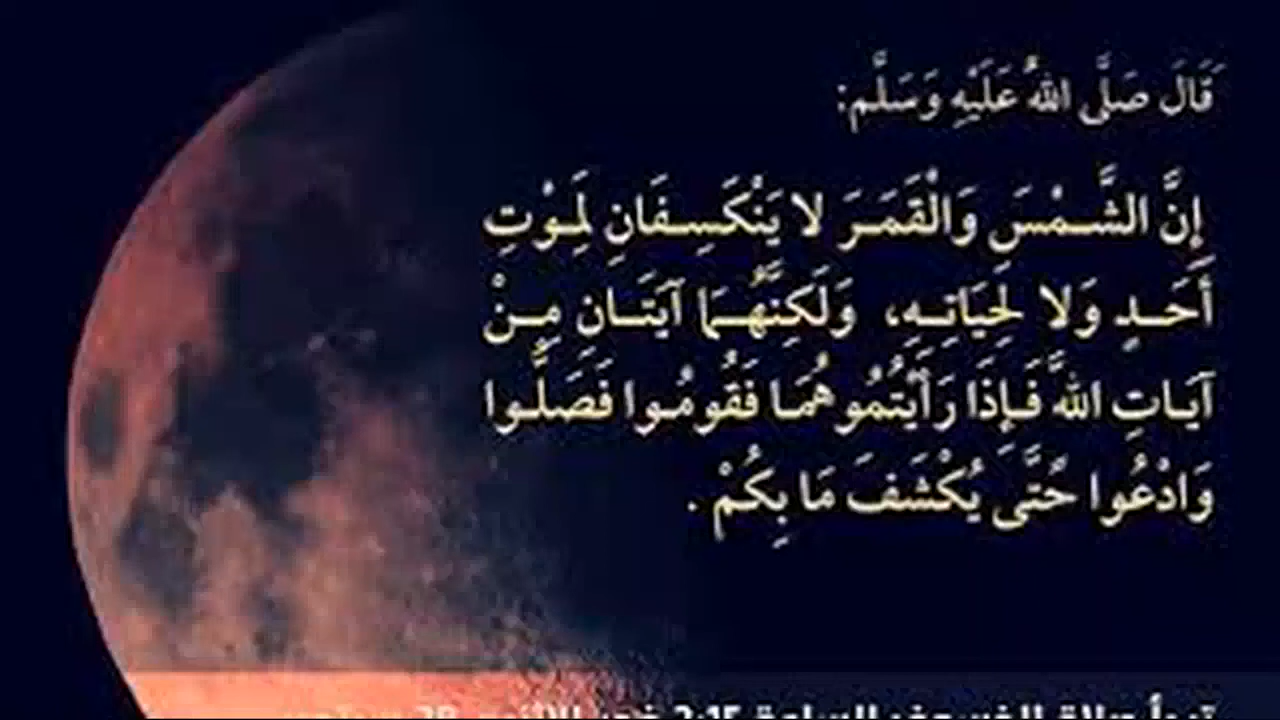 قَالَ صَلَّى اللهُ عَلَيْهِ وَسَلَّم:
إِنَّ الشَّمْسَ وَالْقَمَرَ لا يَنْكَسِفَانِ لِمَوْتِ
أَحَدٍ وَلا لِحَيَاتِهِ، وَلَكِنَّهُمَا آيَتَانِ مِنْ
آيَاتِ اللهِ فَإِذَا رَأَيْتُمُوهُمَا فَقُومُوا فَصَلُّوا
وَادْعُوا حَتَّى يُكْشَفَ مَا بِكُمْ .